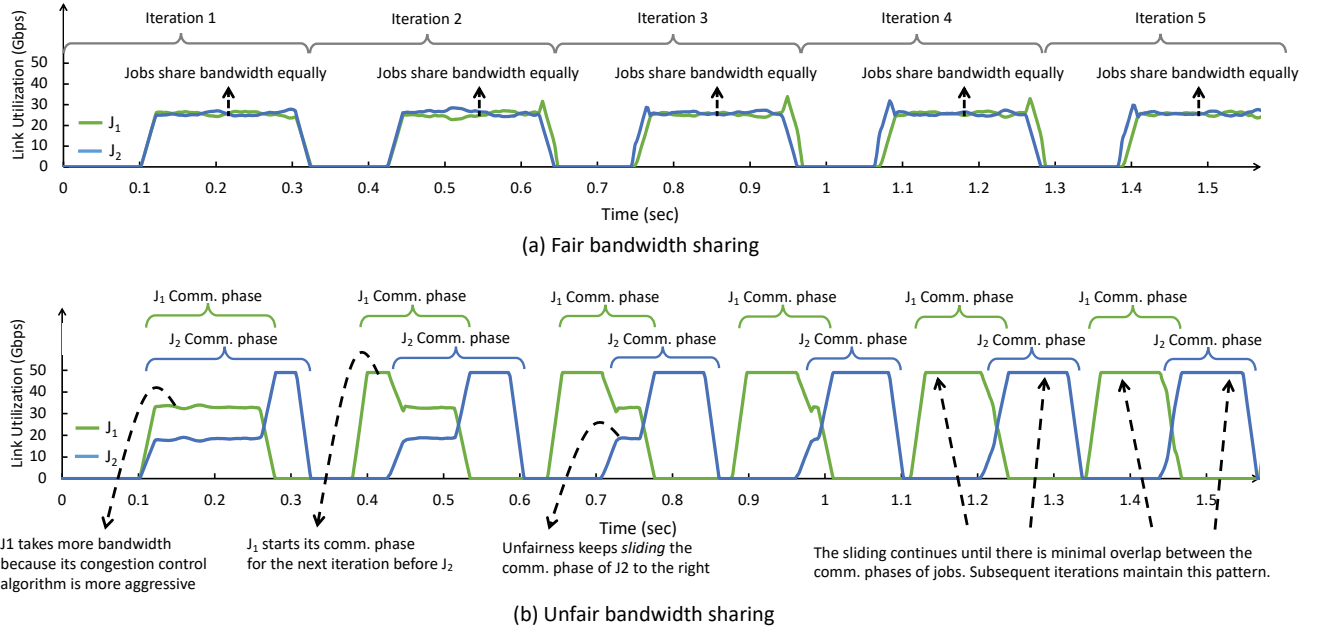 Iteration 1 Iteration 2 Iteration 3 Iteration 4 Iteration 5
Link Utilization (Gbps)
50
40
30
20
10
0
Jobs share bandwidth equally Jobs share bandwidth equally Jobs share bandwidth equally Jobs share bandwidth equally Jobs share bandwidth equally
J1
J2
0 0.1 0.2 0.3 0.4 0.5 0.6 0.7 0.8 0.9 1 1.1 1.2 1.3 1.4 1.5
Time (sec)
(a) Fair bandwidth sharing
J1 Comm. phase J1 Comm. phase J1 Comm. phase J1 Comm. phase J1 Comm. phase J1 Comm. phase
J2 Comm. phase J2 Comm. phase J2 Comm. phase J2 Comm. phase J2 Comm. phase J2 Comm. phase
Link Utilization (Gbps)
50
40
30
20
10
0
J1
J2
0 0.1 0.2 0.3 0.4 0.5 0.6 0.7 0.8 0.9 1 1.1 1.2 1.3 1.4 1.5
Time (sec)
J1 takes more bandwidth
because its congestion control
algorithm is more aggressive
J1 starts its comm. phase
for the next iteration before J2
Unfairness keeps sliding the
comm. phase of J2 to the right
The sliding continues until there is minimal overlap between the
comm. phases of jobs. Subsequent iterations maintain this pattern.
(b) Unfair bandwidth sharing